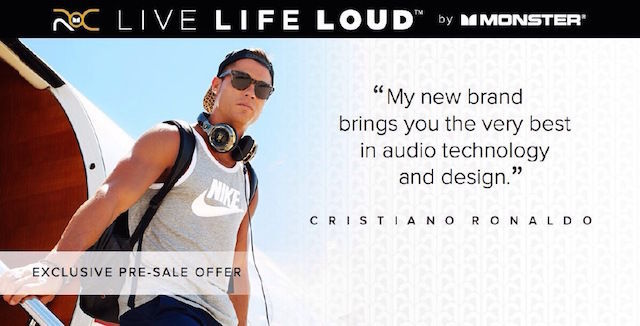 LIVE LIFE LOUD™ by MONSTER®
“My new brand
brings you the very best
in audio technology
and design.”
CRISTIANO RONALDO
NIKE
EXCLUSIVE PRE-SALE OFFER